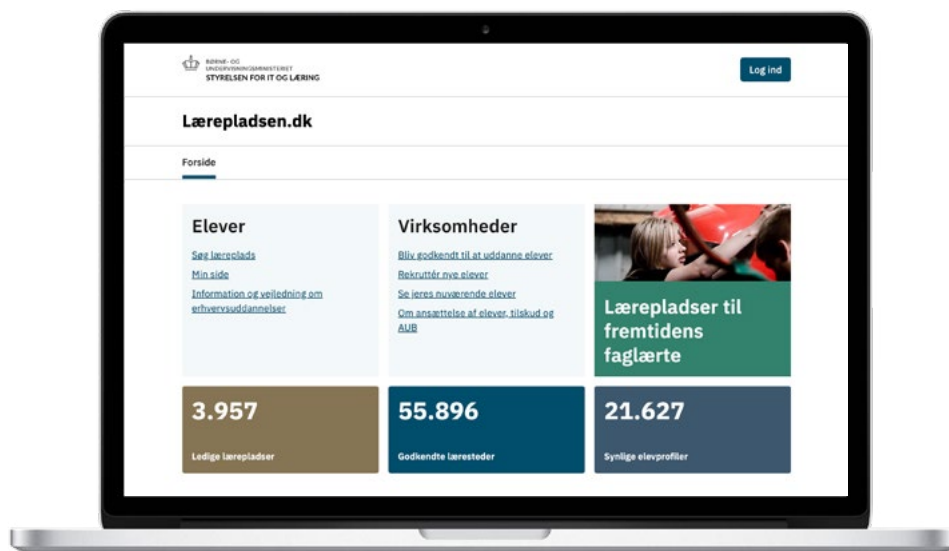 BØRNE- OG
UNDERVISNINGSMINISTERIET
STYRELSEN FOR IT OG LÆRING
Log ind
Lærepladsen.dk
Forside
Elever
Søg læreplads
Min side
Information og vejledning om
erhvervsuddannelser
Virksomheder
Bliv godkendt til at uddanne elever
Rekruttér nye elever
Se jeres nuværende elever
Om ansættelse af elever, tilskud og
AUB
Lærepladser til
fremtidens
faglærte
3.957
Ledige lærepladser
55.896
Godkendte læresteder
21.627
Synlige elevprofiler